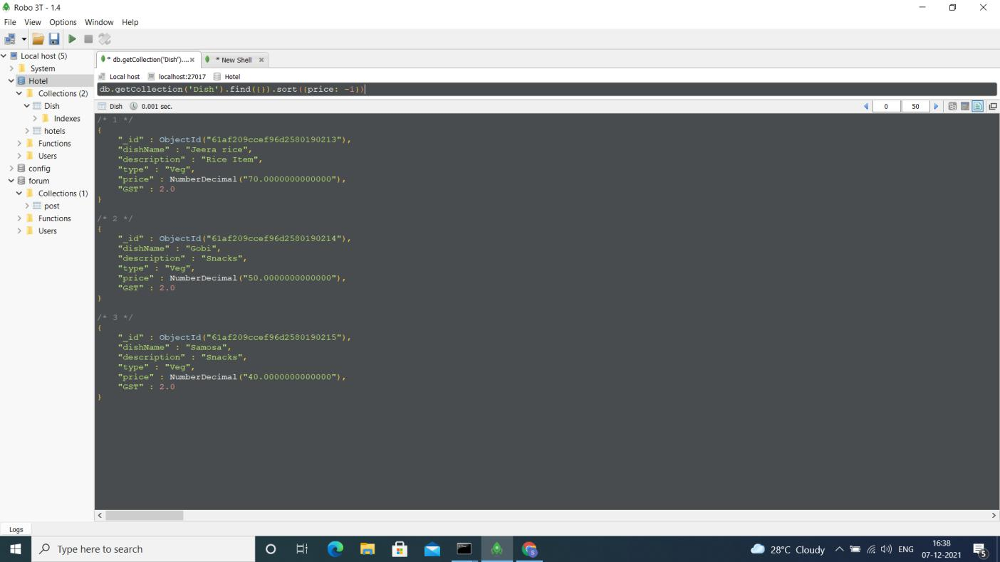 Robo 3T - 1.4
File View Options Window Help
Local host (5)
System
Hotel
Collections (2)
Dish
Indexes
hotels
Functions
Users
config
forum
Collections (1)
post
Functions
Users
* db.getCollection('Dish')....
* New Shell
Local host localhost:27017 Hotel
db.getCollection('Dish').find({}).sort({price: -1})
Dish 0.001 sec.
0 50
/* 1 */
{
"_id" : ObjectId("61af209ccef96d2580190213"),
"dishName" : "Jeera rice",
"description" : "Rice Item",
"type" : "Veg",
"price" : NumberDecimal("70.0000000000000"),
"GST" : 2.0
}
/* 2 */
{
"_id" : ObjectId("61af209ccef96d2580190214"),
"dishName" : "Gobi",
"description" : "Snacks",
"type" : "Veg",
"price" : NumberDecimal("50.0000000000000"),
"GST" : 2.0
}
/* 3 */
{
"_id" : ObjectId("61af209ccef96d2580190215"),
"dishName" : "Samosa",
"description" : "Snacks",
"type" : "Veg",
"price" : NumberDecimal("40.0000000000000"),
"GST" : 2.0
}
Logs
Type here to search
S
28°C Cloudy
ENG
16:38
07-12-2021
5